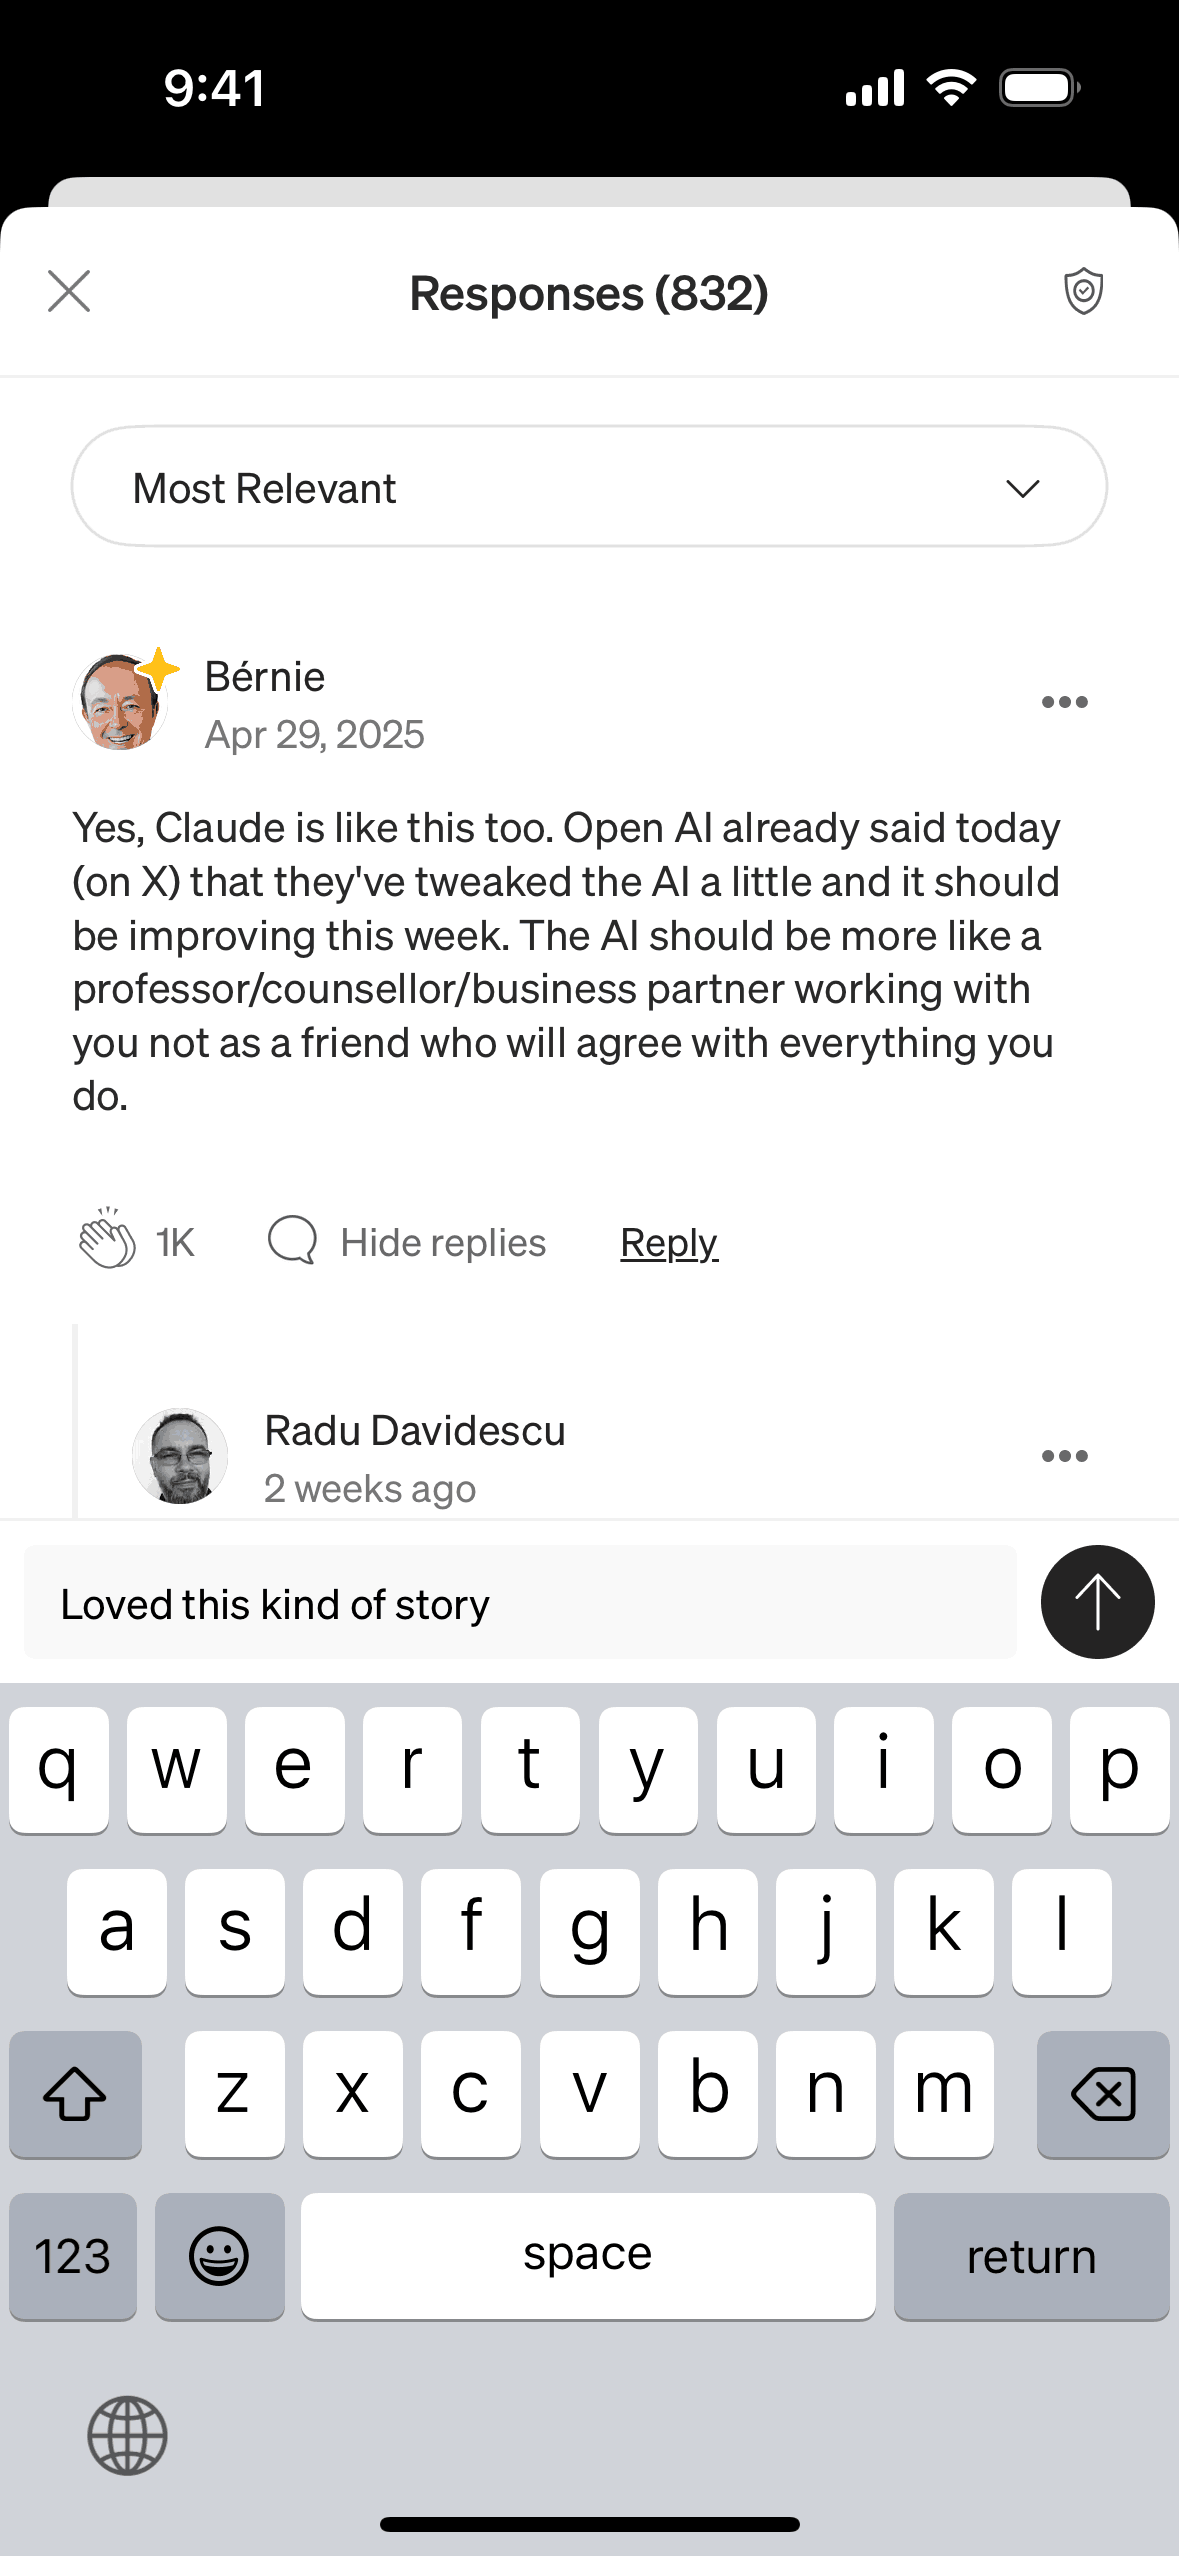 9:41
Responses (832)
Most Relevant
Bérnie
Apr 29, 2025
Yes, Claude is like this too. Open AI already said today
(on X) that they've tweaked the AI a little and it should
be improving this week. The AI should be more like a
professor/counsellor/business partner working with
you not as a friend who will agree with everything you
do.
1K Hide replies Reply
Radu Davidescu
2 weeks ago
Loved this kind of story
q w e r t y u i o p
a s d f g h j k l
z x c v b n m
123 space return